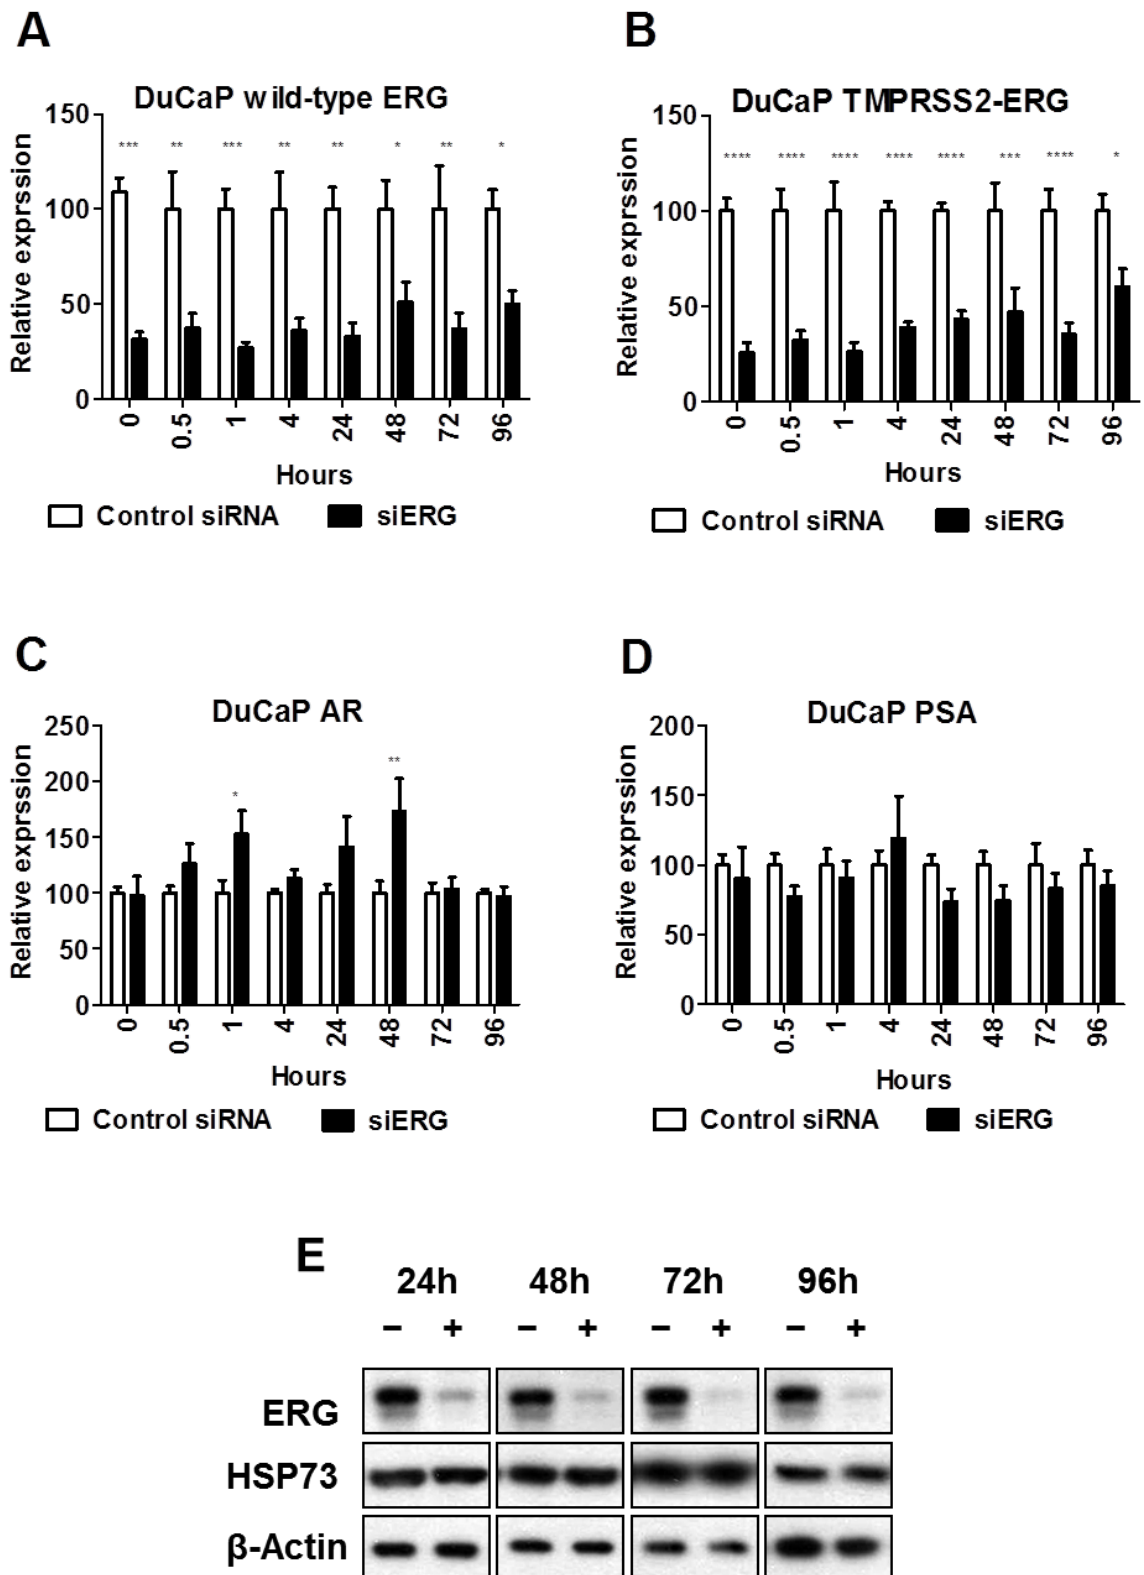 A
DuCaP wild-type ERG
Relative exprssion
150
100
50
0
*** ** *** ** ** * ** *
0 0.5 1 4 24 48 72 96
Hours
Control siRNA siERG
B
DuCaP TMPRSS2-ERG
Relative exprssion
150
100
50
0
**** **** **** **** **** *** **** *
0 0.5 1 4 24 48 72 96
Hours
Control siRNA siERG
C
DuCaP AR
Relative exprssion
250
200
150
100
50
0
* **
0 0.5 1 4 24 48 72 96
Hours
Control siRNA siERG
D
DuCaP PSA
Relative exprssion
200
150
100
50
0
0 0.5 1 4 24 48 72 96
Hours
Control siRNA siERG
E
24h 48h 72h 96h
− + − + − + − +
ERG
HSP73
β-Actin